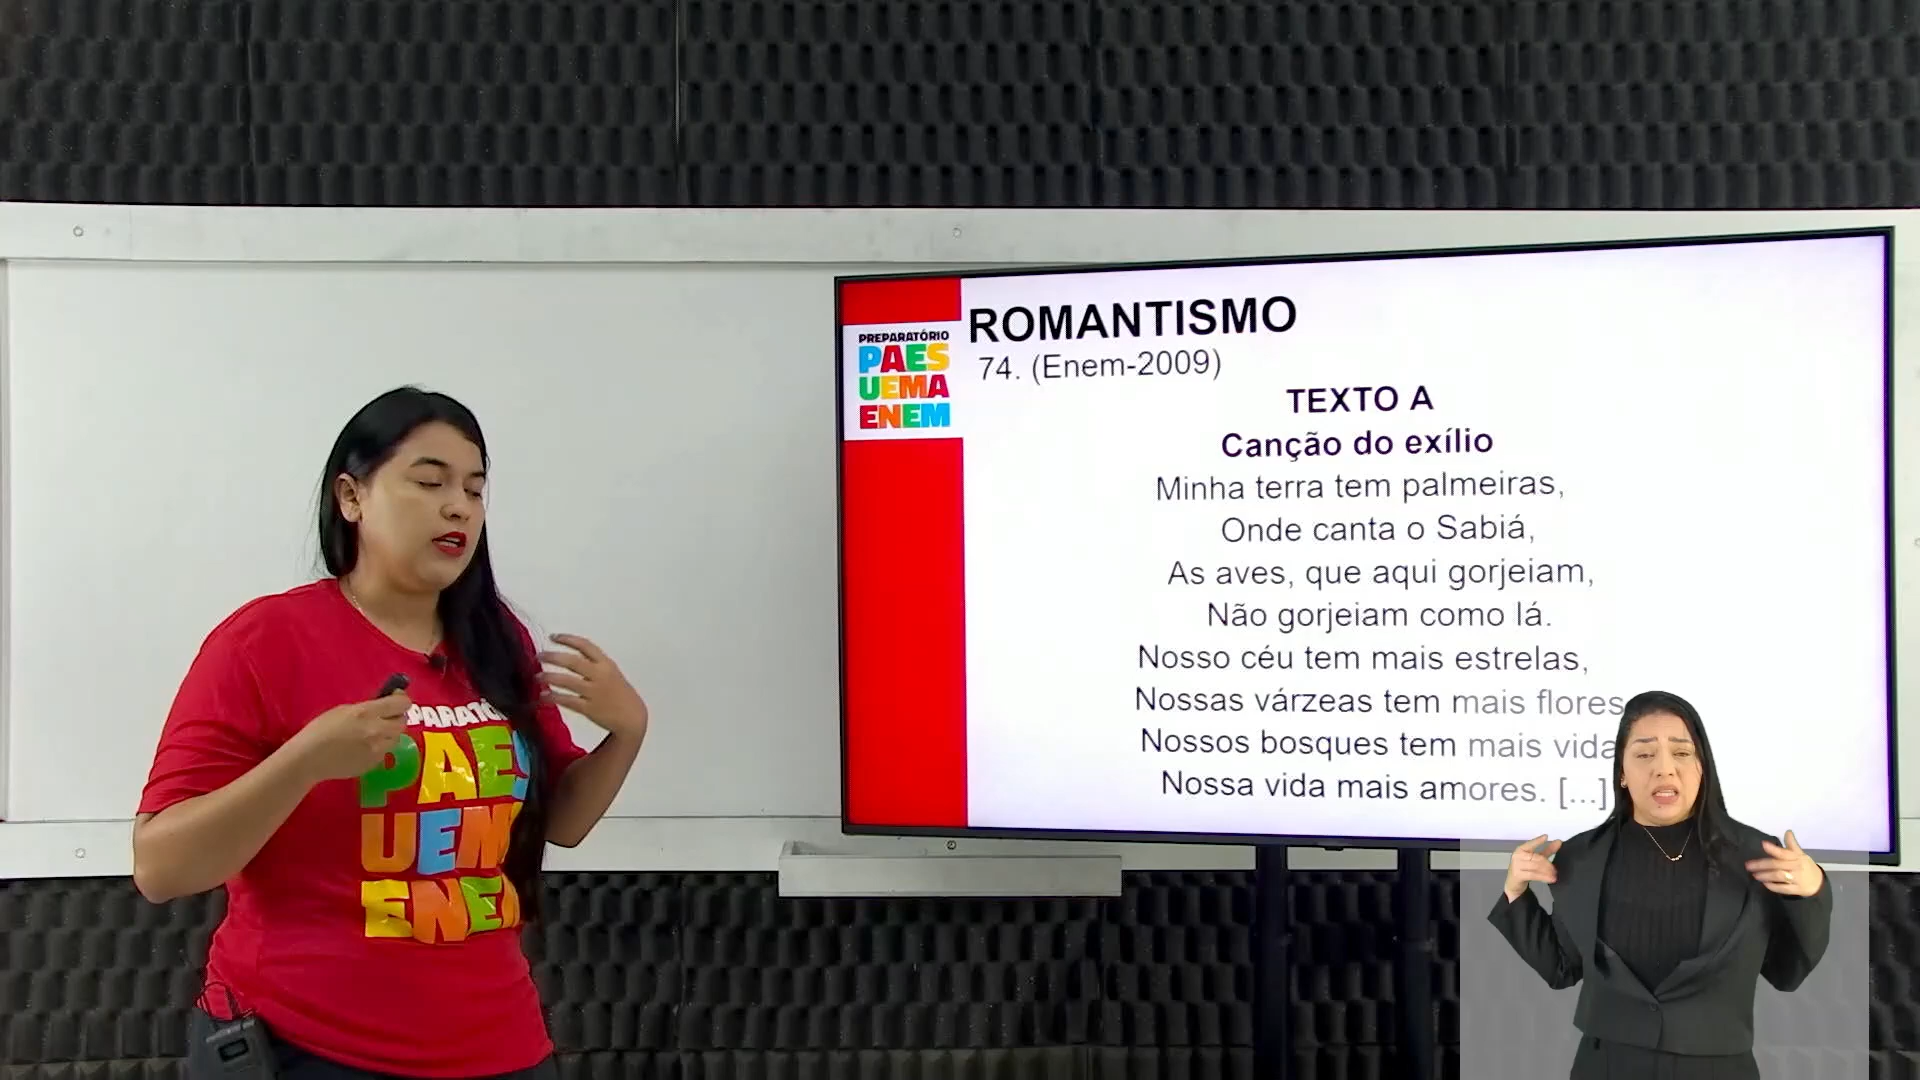 ROMANTISMO
PREPARATÓRIO
PAES
UEMA
ENEM
74. (Enem-2009)
TEXTO A
Canção do exílio
Minha terra tem palmeiras,
Onde canta o Sabiá,
As aves, que aqui gorjeiam,
Não gorjeiam como lá.
Nosso céu tem mais estrelas,
Nossas várzeas tem mais flores
Nossos bosques tem mais vida
Nossa vida mais amores. [...]
PAES
UEM
ENE